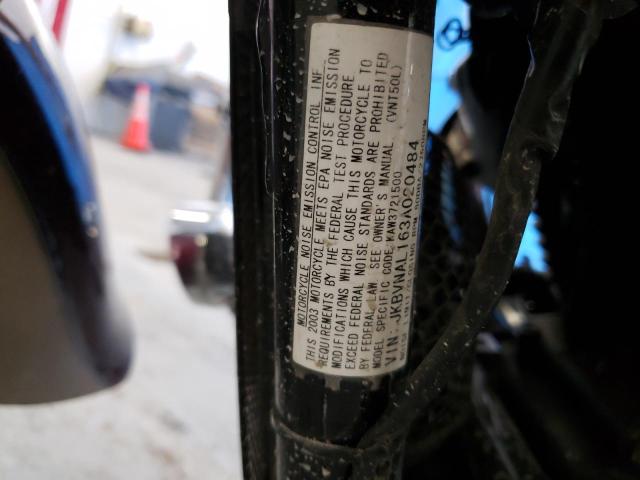 MOTORCYCLE NOISE EMISSION CONTROL INF.
THIS 2003 MOTORCYCLE MEETS EPA NOISE EMISSION
REQUIREMENTS BY THE FEDERAL TEST PROCEDURE
MODIFICATIONS WHICH CAUSE THIS MOTORCYCLE TO
EXCEED FEDERAL NOISE STANDARDS ARE PROHIBITED
BY FEDERAL LAW. SEE OWNER'S MANUAL (VN750L)
MODEL SPECIFIC CODE KAW3721500
VIN JKBVNAL163A020484